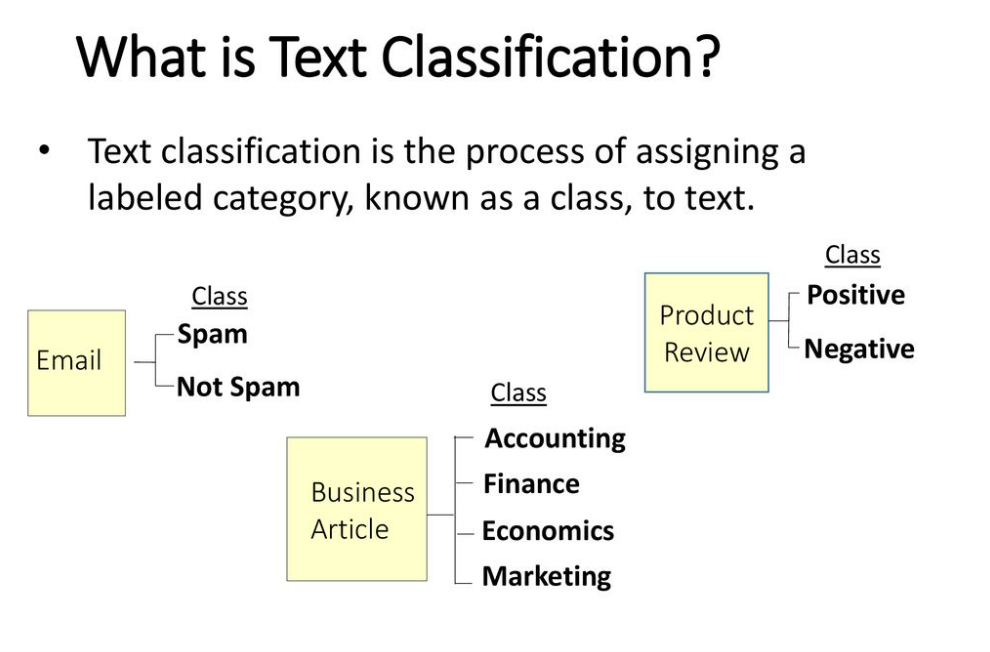 What is Text Classification?
• Text classification is the process of assigning a
labeled category, known as a class, to text.
Class
Spam
Email
Not Spam
Class
Positive
Product
Review
Negative
Class
Accounting
Finance
Business
Article
Economics
Marketing